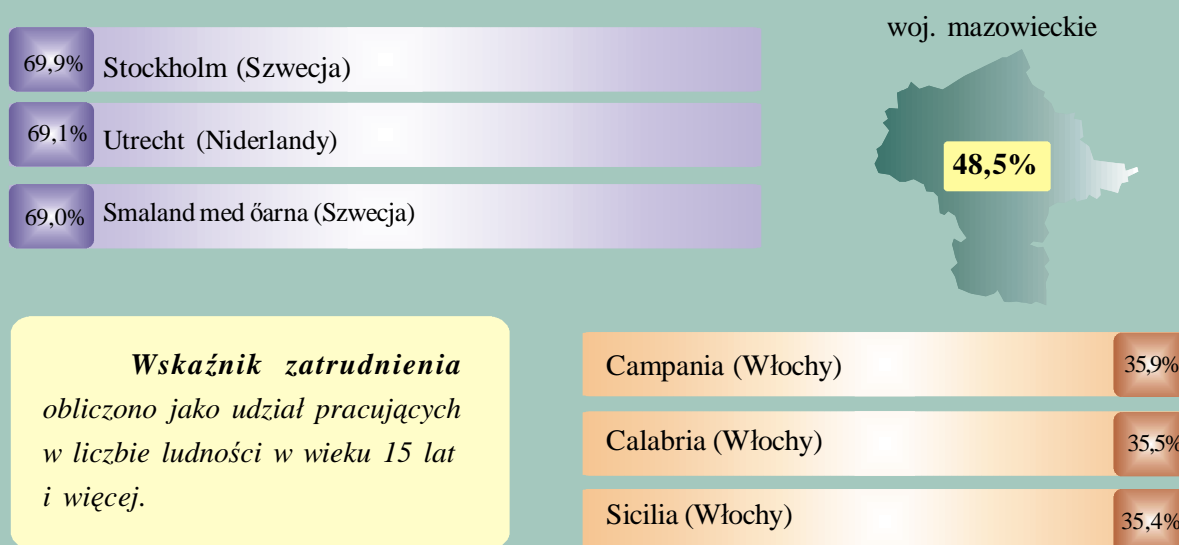 woj. mazowieckie
69,9% Stockholm (Szwecja)
69,1% Utrecht (Niderlandy)
48,5%
69,0% Smaland med őarna (Szwecja)
Wskaźnik zatrudnienia
obliczono jako udział pracujących
w liczbie ludności w wieku 15 lat
i więcej.
Campania (Włochy) 35,9%
Calabria (Włochy) 35,5%
Sicilia (Włochy) 35,4%